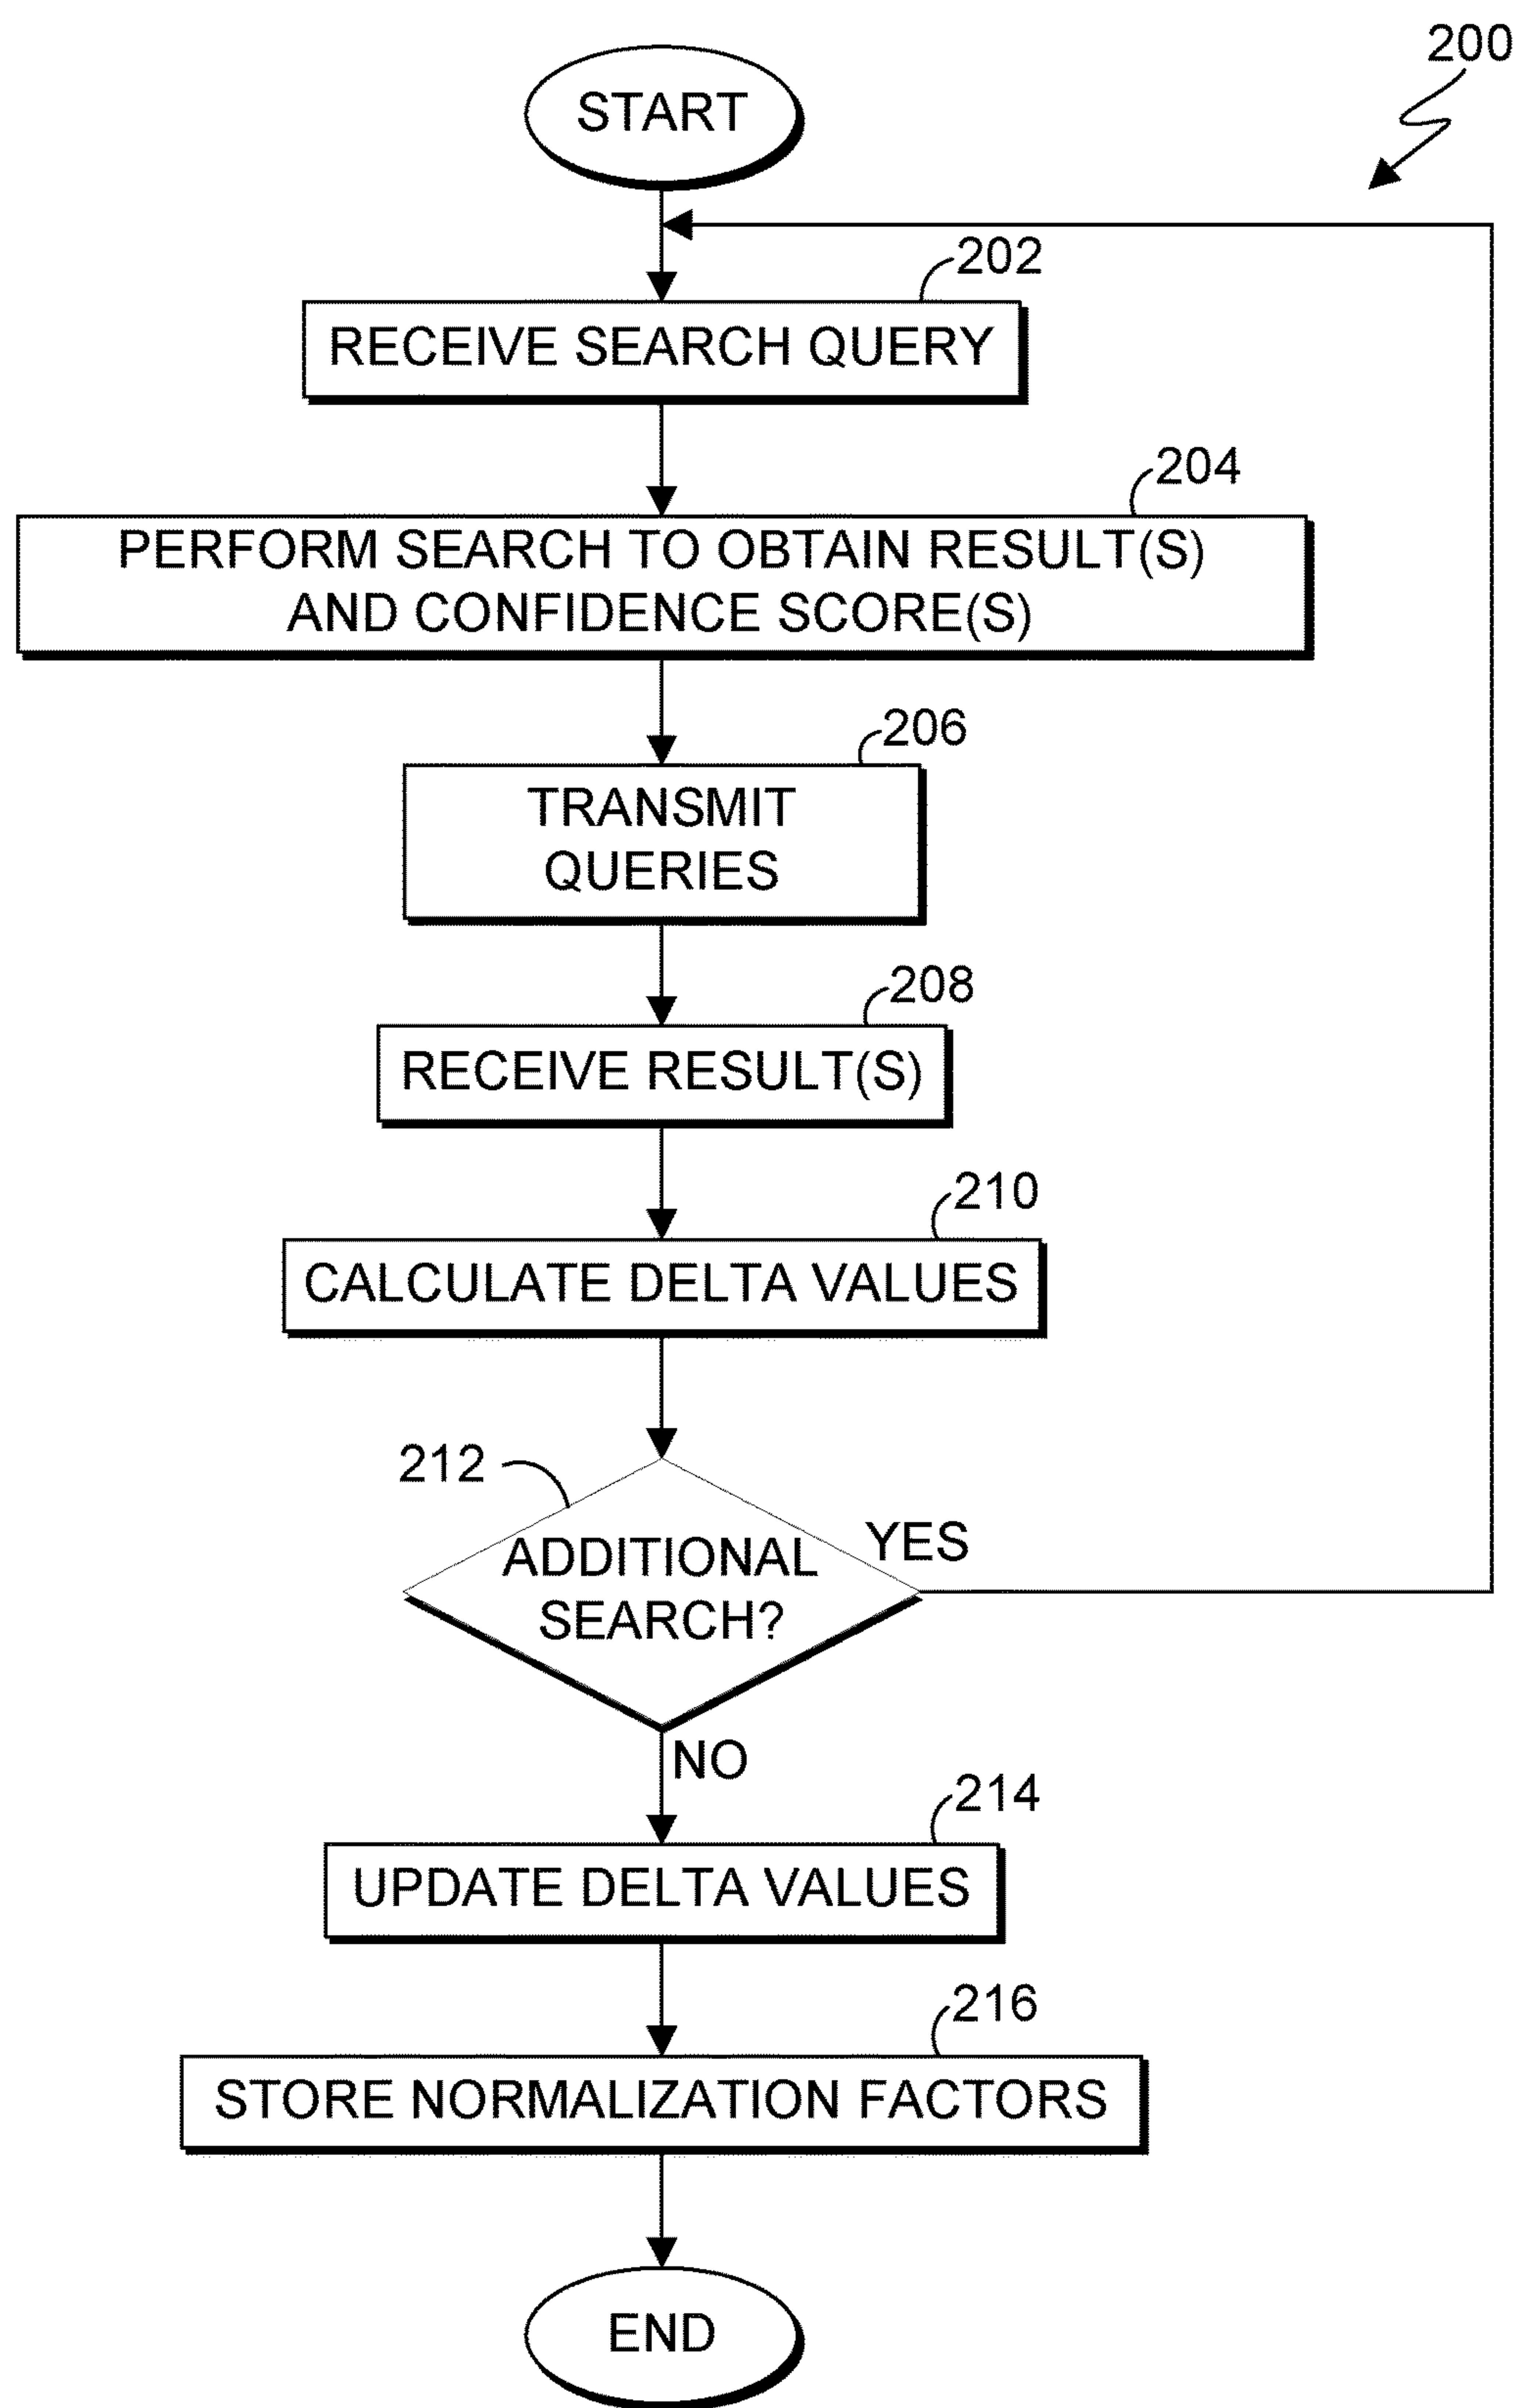 200
START
202
RECEIVE SEARCH QUERY
204
PERFORM SEARCH TO OBTAIN RESULT(S)
AND CONFIDENCE SCORE(S)
206
TRANSMIT
QUERIES
208
RECEIVE RESULT(S)
210
CALCULATE DELTA VALUES
212
ADDITIONAL
SEARCH?
YES
NO
214
UPDATE DELTA VALUES
216
STORE NORMALIZATION FACTORS
END